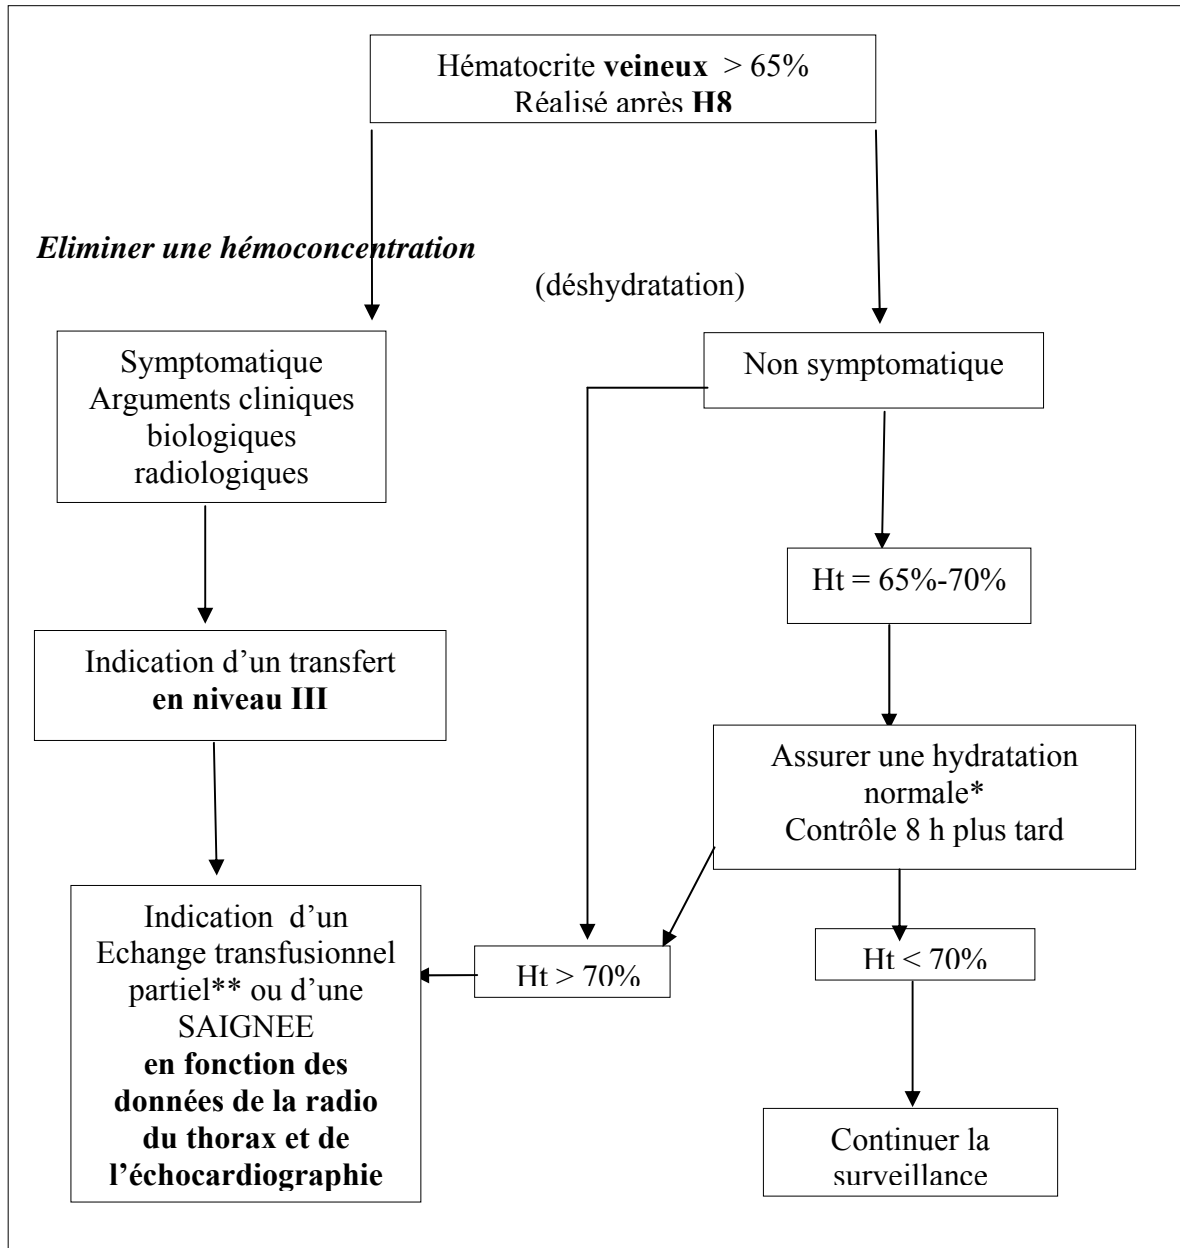 Hématocrite veineux > 65%
Réalisé après H8
Eliminer une hémoconcentration
(déshydratation)
Symptomatique
Arguments cliniques
biologiques
radiologiques
Non symptomatique
Ht = 65%-70%
Indication d’un transfert
en niveau III
Assurer une hydratation
normale*
Contrôle 8 h plus tard
Indication d’un
Echange transfusionnel
partiel** ou d’une
SAIGNEE
en fonction des
données de la radio
du thorax et de
l’échocardiographie
Ht > 70%
Ht < 70%
Continuer la
surveillance